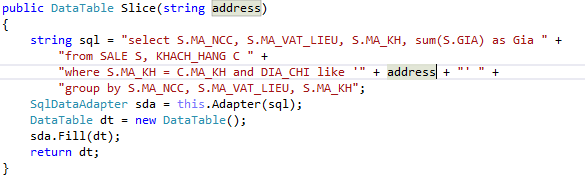 public DataTable Slice(string address)
{
string sql = "select S.MA_NCC, S.MA_VAT_LIEU, S.MA_KH, sum(S.GIA) as Gia " +
"from SALE S, KHACH_HANG C " +
"where S.MA_KH = C.MA_KH and DIA_CHI like '" + address + "' " +
"group by S.MA_NCC, S.MA_VAT_LIEU, S.MA_KH";
SqlDataAdapter sda = this.Adapter(sql);
DataTable dt = new DataTable();
sda.Fill(dt);
return dt;
}